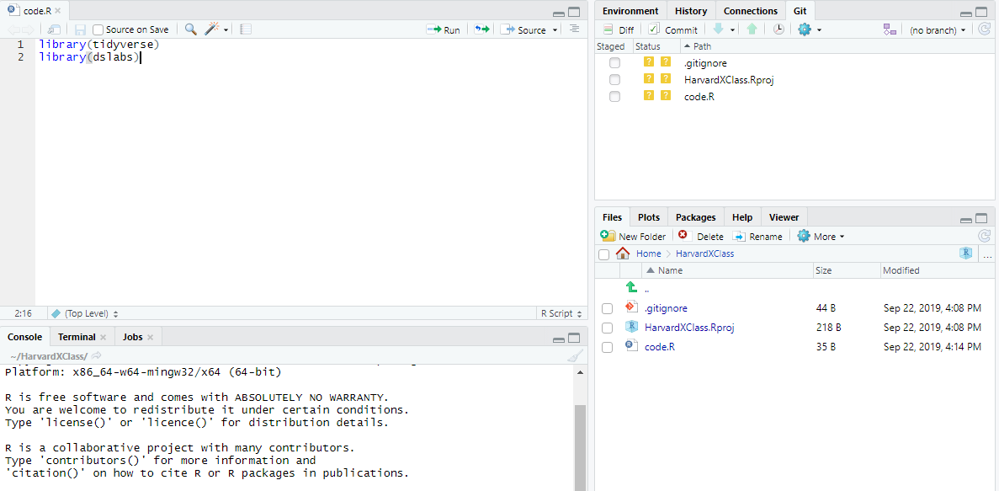 code.R
Source on Save
Run
Source
1 library(tidyverse)
2 library(dslabs)
2:16
(Top Level)
R Script
Console Terminal Jobs
~/HarvardXClass/
Platform: x86_64-w64-mingw32/x64 (64-bit)
R is free software and comes with ABSOLUTELY NO WARRANTY.
You are welcome to redistribute it under certain conditions.
Type 'license()' or 'licence()' for distribution details.
R is a collaborative project with many contributors.
Type 'contributors()' for more information and
'citation()' on how to cite R or R packages in publications.
Environment History Connections Git
Diff Commit (no branch)
Staged Status Path
? ? .gitignore
? ? HarvardXClass.Rproj
? ? code.R
Files Plots Packages Help Viewer
New Folder Delete Rename More
Home HarvardXClass R ...
Name Size Modified
..
.gitignore 44 B Sep 22, 2019, 4:08 PM
HarvardXClass.Rproj 218 B Sep 22, 2019, 4:08 PM
code.R 35 B Sep 22, 2019, 4:14 PM